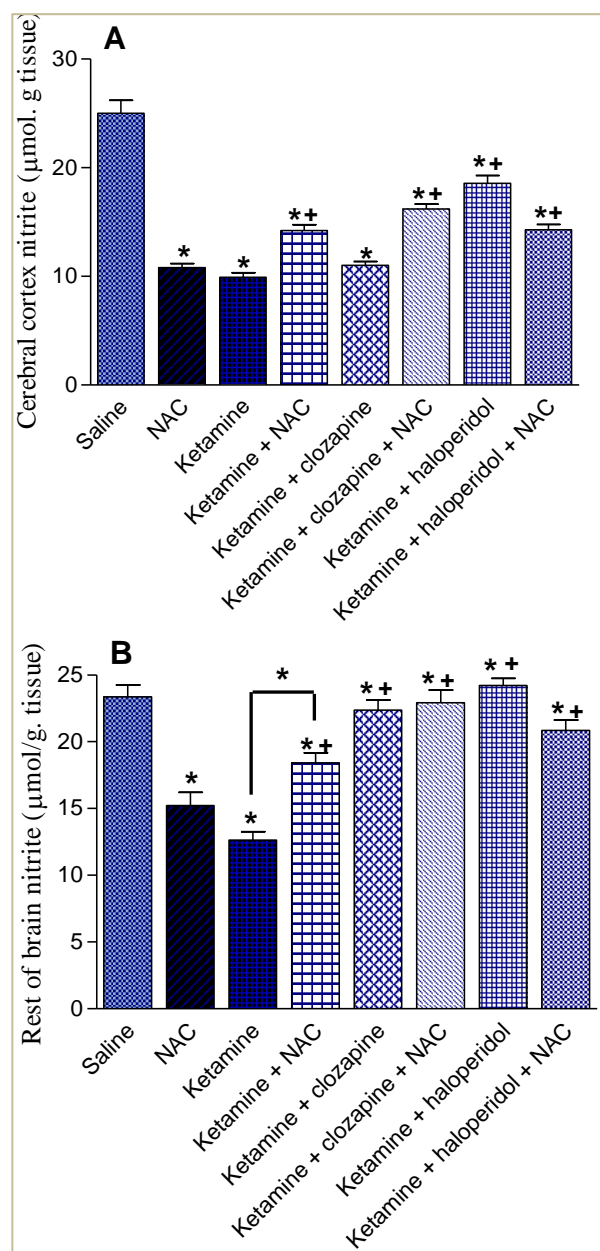 A
Cerebral cortex nitrite (µmol. g tissue)
30
20
10
0
*
*
*+
*
*+
*+
*+
Saline
NAC
Ketamine
Ketamine + NAC
Ketamine + clozapine
Ketamine + clozapine + NAC
Ketamine + haloperidol
Ketamine + haloperidol + NAC
B
Rest of brain nitrite (µmol/g. tissue)
25
20
15
10
5
0
*
*
*
*+
*+
*+
*+
*+
Saline
NAC
Ketamine
Ketamine + NAC
Ketamine + clozapine
Ketamine + clozapine + NAC
Ketamine + haloperidol
Ketamine + haloperidol + NAC